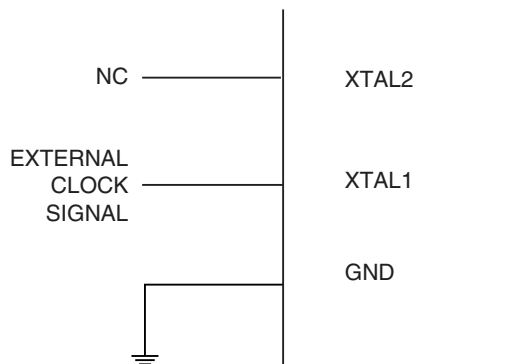 NC
XTAL2
EXTERNAL
CLOCK
SIGNAL
XTAL1
GND